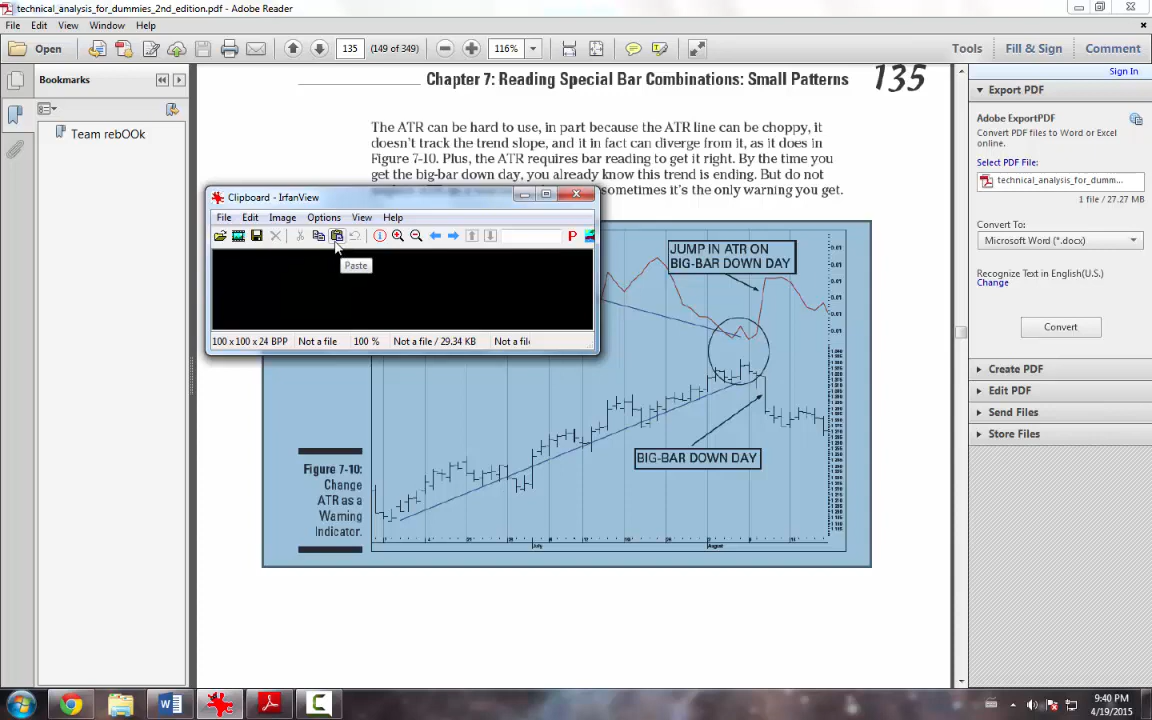 technical_analysis_for_dummies_2nd_edition.pdf - Adobe Reader
File Edit View Window Help
Open 135 (149 of 349) 116% Tools Fill & Sign Comment
Bookmarks
Team rebOOk
Chapter 7: Reading Special Bar Combinations: Small Patterns 135
The ATR can be hard to use, in part because the ATR line can be choppy, it
doesn't track the trend slope, and it in fact can diverge from it, as it does in
Figure 7-10. Plus, the ATR requires bar reading to get it right. By the time you
get the big-bar down day, you already know this trend is ending. But do not
sometimes it's the only warning you get.
Clipboard - IrfanView
File Edit Image Options View Help
P
Paste
100 x 100 x 24 BPP Not a file 100 % Not a file / 29.34 KB Not a file
JUMP IN ATR ON
BIG-BAR DOWN DAY
BIG-BAR DOWN DAY
July August
Figure 7-10:
Change
ATR as a
Warning
Indicator.
Sign In
Export PDF
Adobe ExportPDF
Convert PDF files to Word or Excel
online.
Select PDF File:
technical_analysis_for_dumm...
1 file / 27.27 MB
Convert To:
Microsoft Word (*.docx)
Recognize Text in English(U.S.)
Change
Convert
Create PDF
Edit PDF
Send Files
Store Files
9:40 PM
4/19/2015